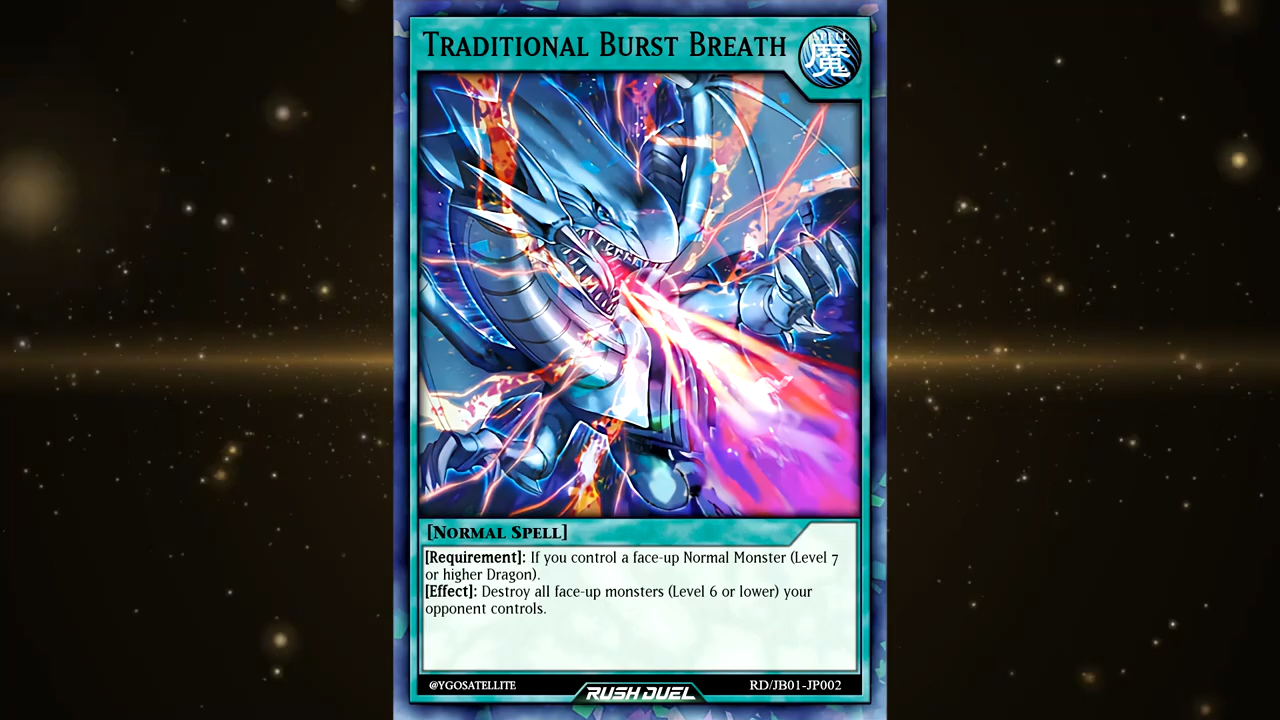 TRADITIONAL BURST BREATH
SPELL
魔
[NORMAL SPELL]
[Requirement]: If you control a face-up Normal Monster (Level 7
or higher Dragon).
[Effect]: Destroy all face-up monsters (Level 6 or lower) your
opponent controls.
@YGOSATELLITE
RUSH DUEL
RD/JB01-JP002